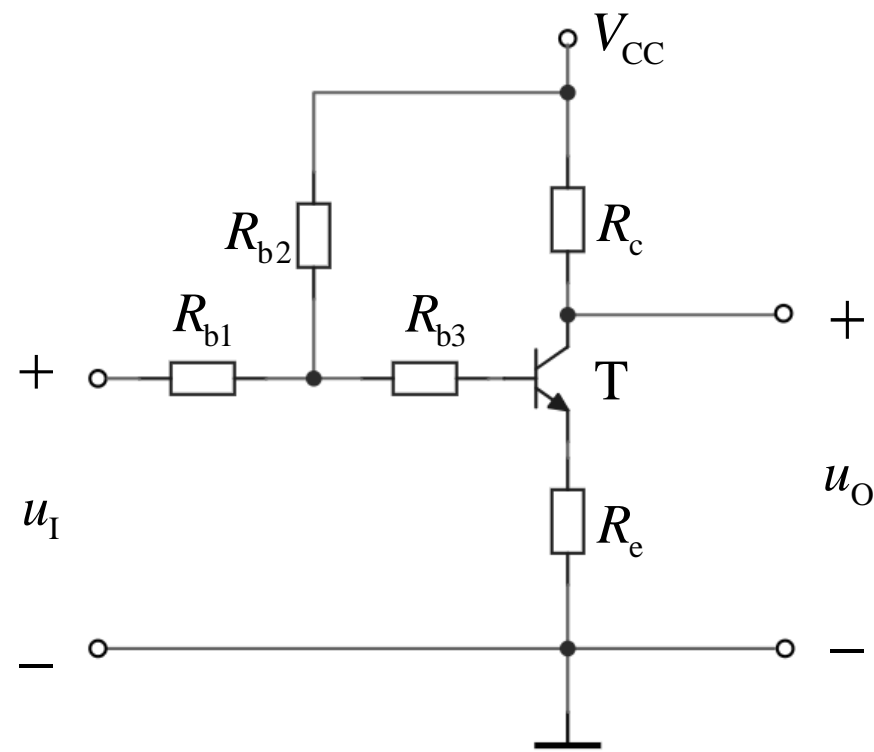 V_CC
R_b2
R_c
R_b1
R_b3
+
+
T
u_I
u_O
R_e
−
−